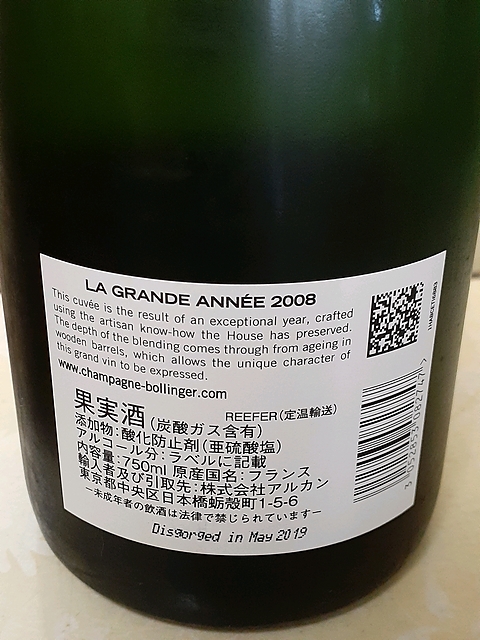 LA GRANDE ANNÉE 2008
This cuvée is the result of an exceptional year, crafted
using the artisan know-how the House has preserved.
The depth of the blending comes through from ageing in
wooden barrels, which allows the unique character of
this grand vin to be expressed.
www.champagne-bollinger.com
REEFER(定温輸送)
果実酒(炭酸ガス含有)
添加物:酸化防止剤(亜硫酸塩)
アルコール分:ラベルに記載
内容量:750ml 原産国名:フランス
輸入者及び引取先:株式会社アルカン
東京都中央区日本橋蛎殻町1-5-6
−未成年者の飲酒は法律で禁じられています−
Disgorged in May 2019